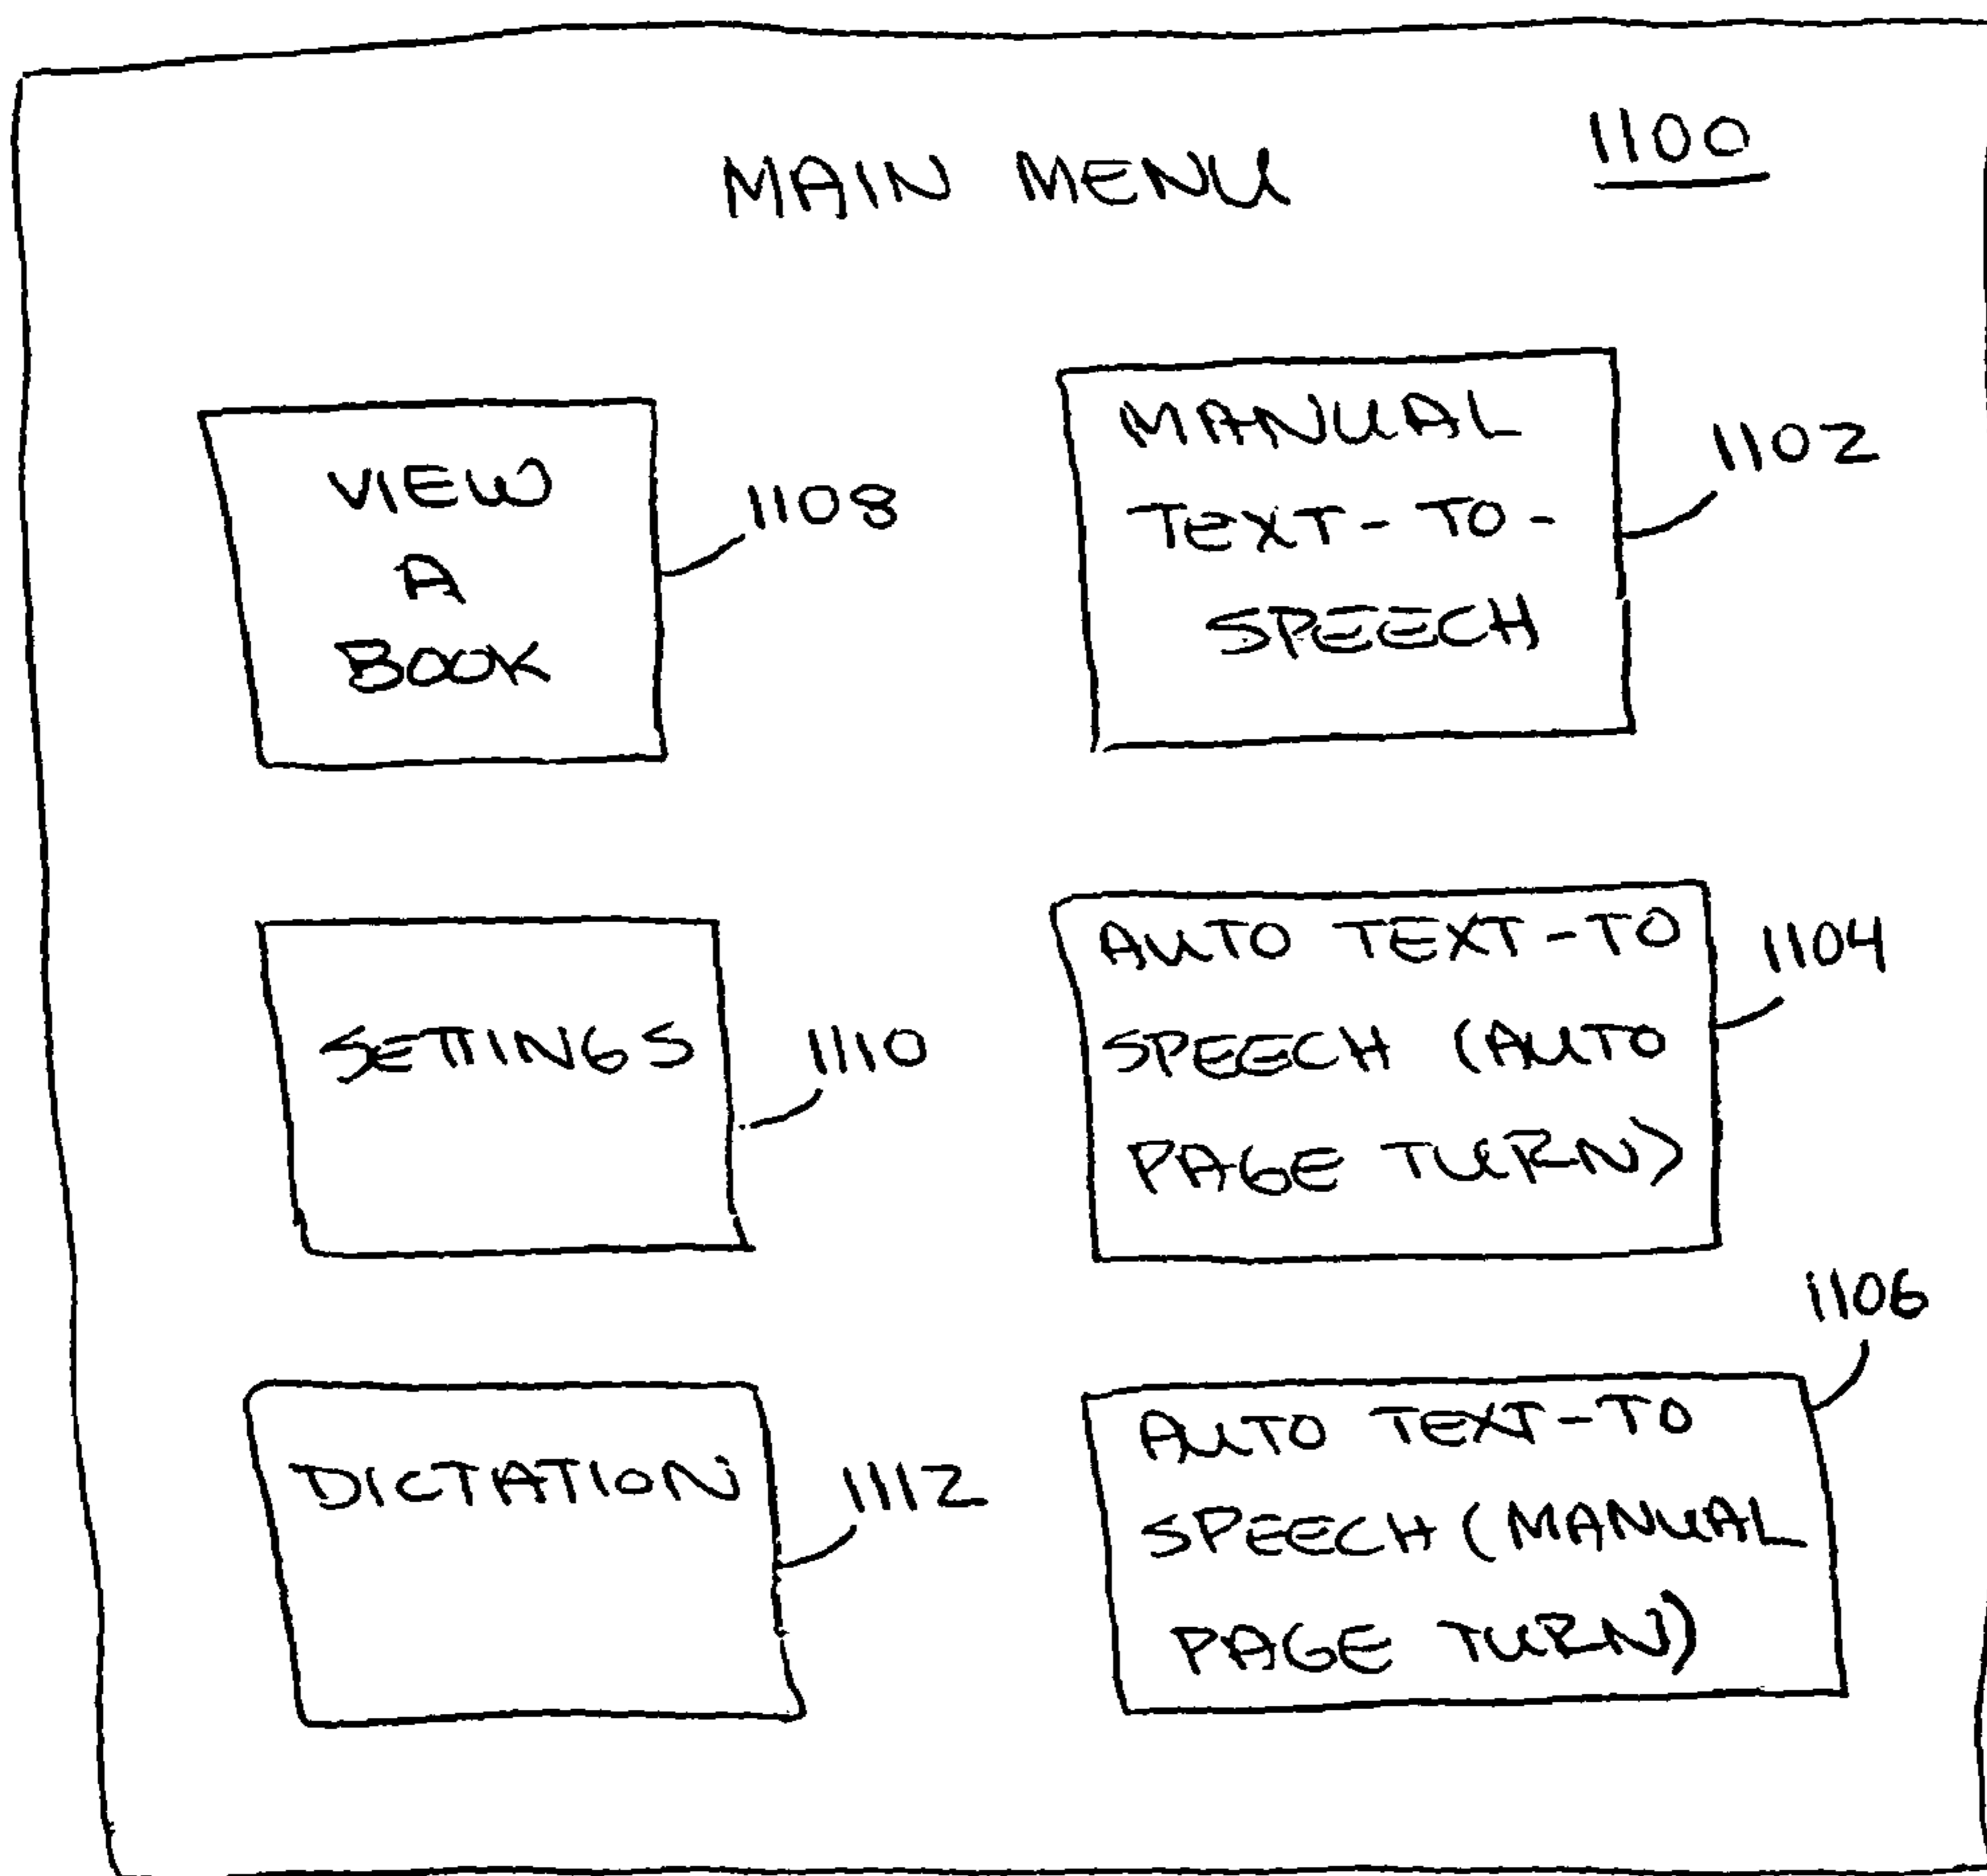 MAIN MENU
1100
VIEW
A
BOOK
1108
MANUAL
TEXT-TO-
SPEECH
1102
SETTINGS
1110
AUTO TEXT-TO
SPEECH (AUTO
PAGE TURN)
1104
DICTATION
1112
AUTO TEXT-TO
SPEECH (MANUAL
PAGE TURN)
1106